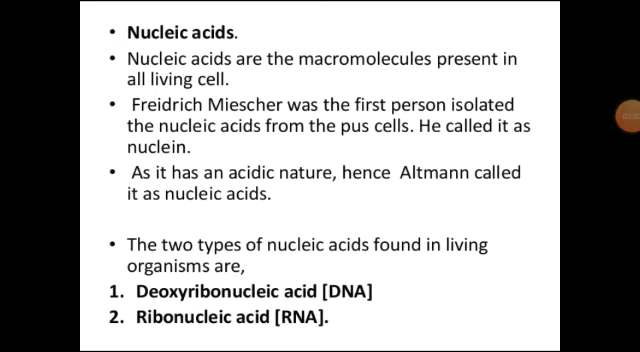 • Nucleic acids.
• Nucleic acids are the macromolecules present in
all living cell.
• Freidrich Miescher was the first person isolated
the nucleic acids from the pus cells. He called it as
nuclein.
• As it has an acidic nature, hence Altmann called
it as nucleic acids.
• The two types of nucleic acids found in living
organisms are,
1. Deoxyribonucleic acid [DNA]
2. Ribonucleic acid [RNA].